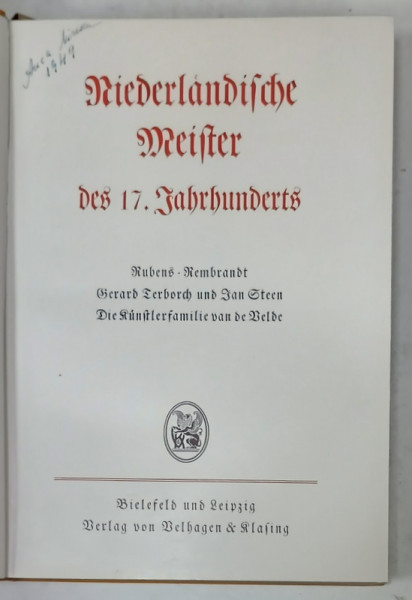 1949
Niederländische
Meister
des 17. Jahrhunderts
Rubens · Rembrandt
Gerard Terborch und Jan Steen
Die Künstlerfamilie van de Velde
Bielefeld und Leipzig
Verlag von Velhagen & Klasing